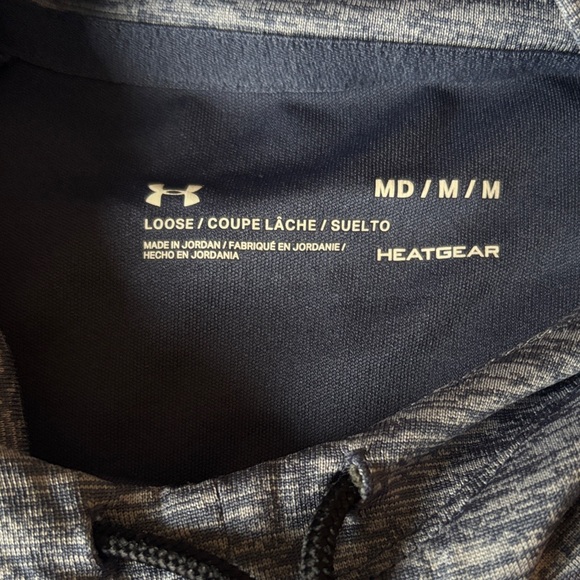 MD / M / M
LOOSE / COUPE LÂCHE / SUELTO
MADE IN JORDAN / FABRIQUÉ EN JORDANIE /
HECHO EN JORDANIA
HEATGEAR